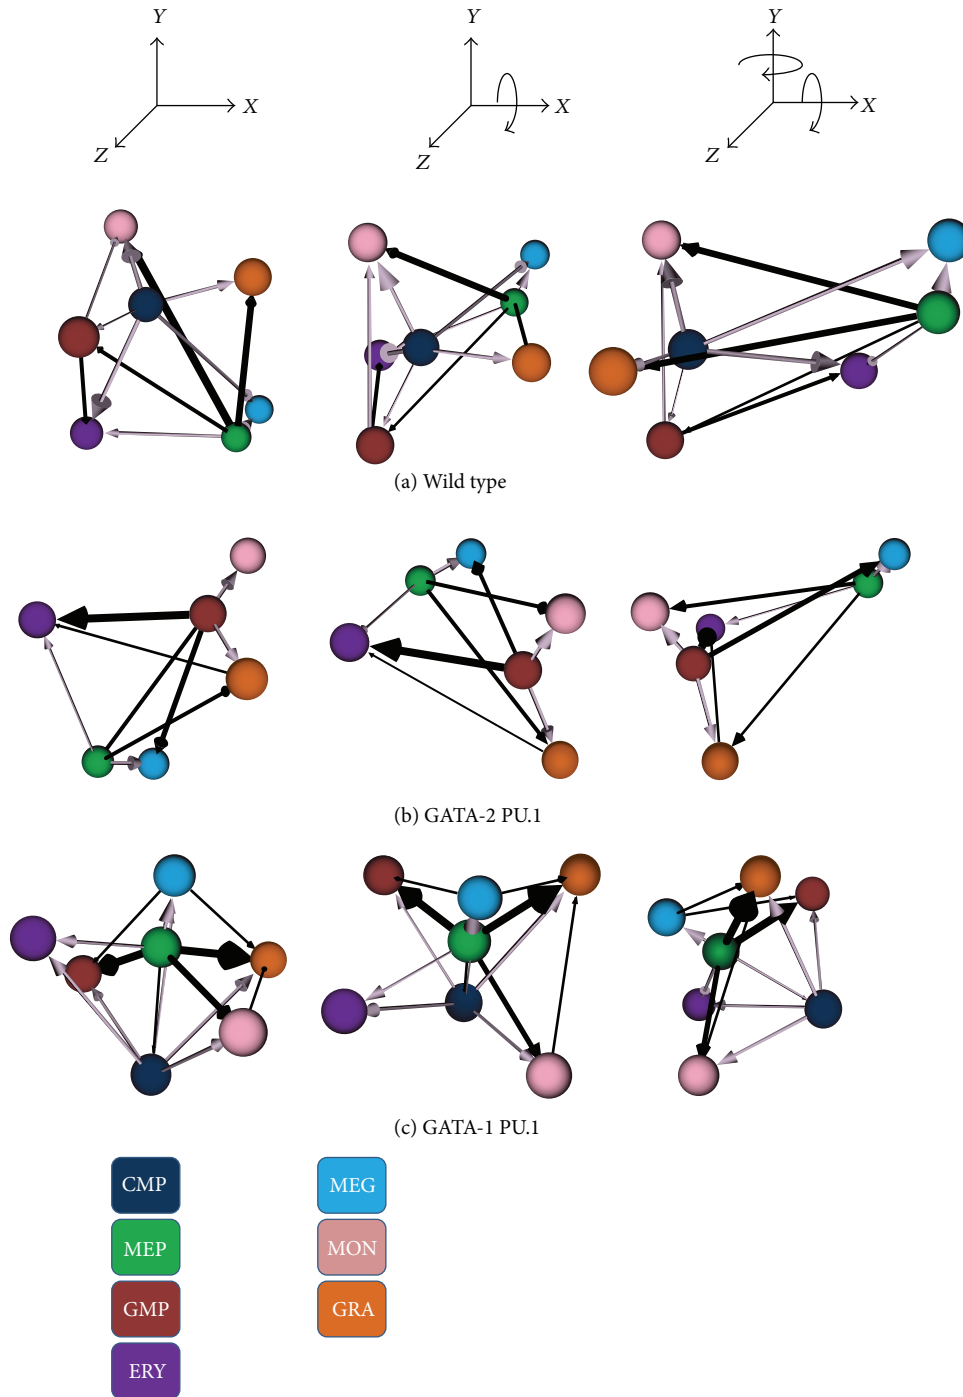 Y Y Y
X X X
Z Z Z
(a) Wild type
(b) GATA-2 PU.1
(c) GATA-1 PU.1
CMP MEG
MEP MON
GMP GRA
ERY